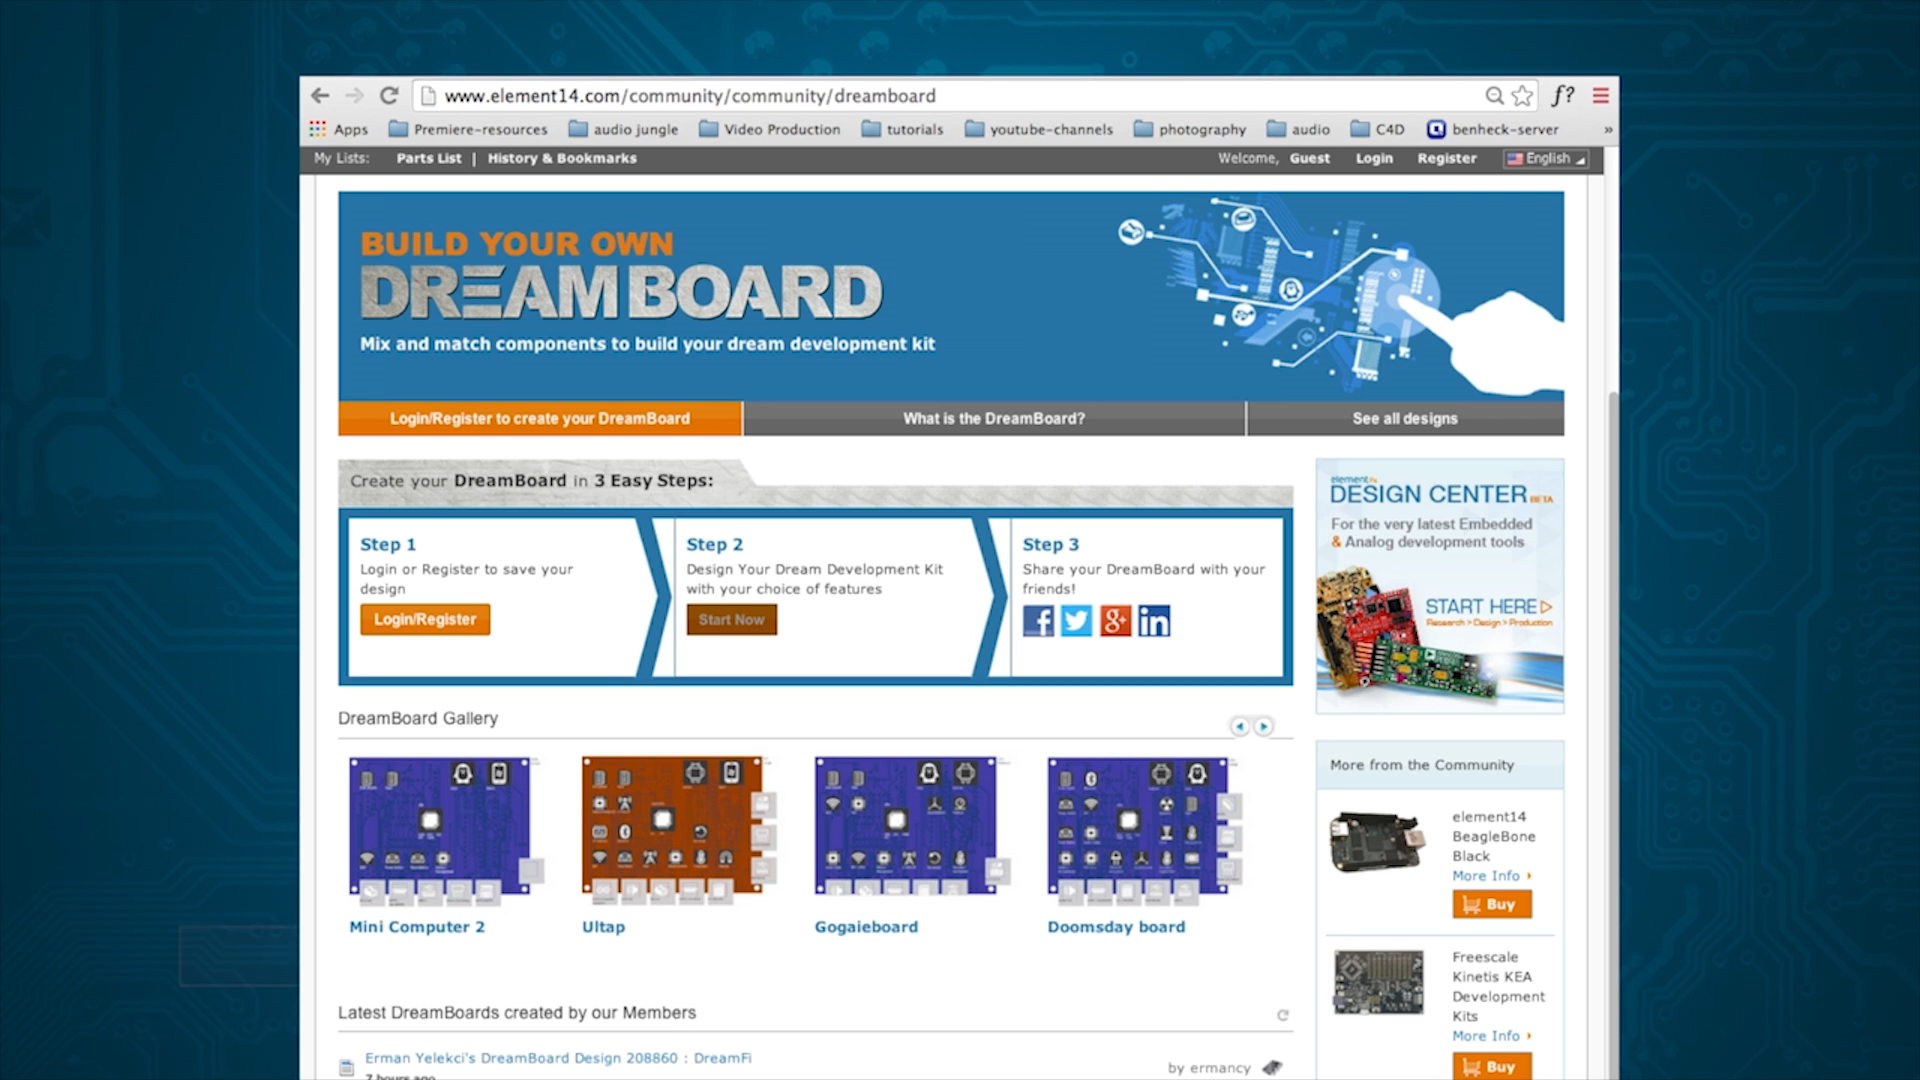 www.element14.com/community/community/dreamboard
Apps Premiere-resources audio jungle Video Production tutorials youtube-channels photography audio C4D benheck-server »
My Lists: Parts List | History & Bookmarks Welcome, Guest Login Register English
BUILD YOUR OWN
DREAMBOARD
Mix and match components to build your dream development kit
Login/Register to create your DreamBoard What is the DreamBoard? See all designs
Create your DreamBoard in 3 Easy Steps:
Step 1
Login or Register to save your
design
Login/Register
Step 2
Design Your Dream Development Kit
with your choice of features
Start Now
Step 3
Share your DreamBoard with your
friends!
element14
DESIGN CENTER BETA
For the very latest Embedded
& Analog development tools
START HERE
Research > Design > Production
DreamBoard Gallery
Mini Computer 2
Ultap
Gogaieboard
Doomsday board
More from the Community
element14
BeagleBone
Black
More Info
Buy
Freescale
Kinetis KEA
Development
Kits
More Info
Buy
Latest DreamBoards created by our Members
Erman Yelekci's DreamBoard Design 208860 : DreamFi
7 hours ago
by ermancy